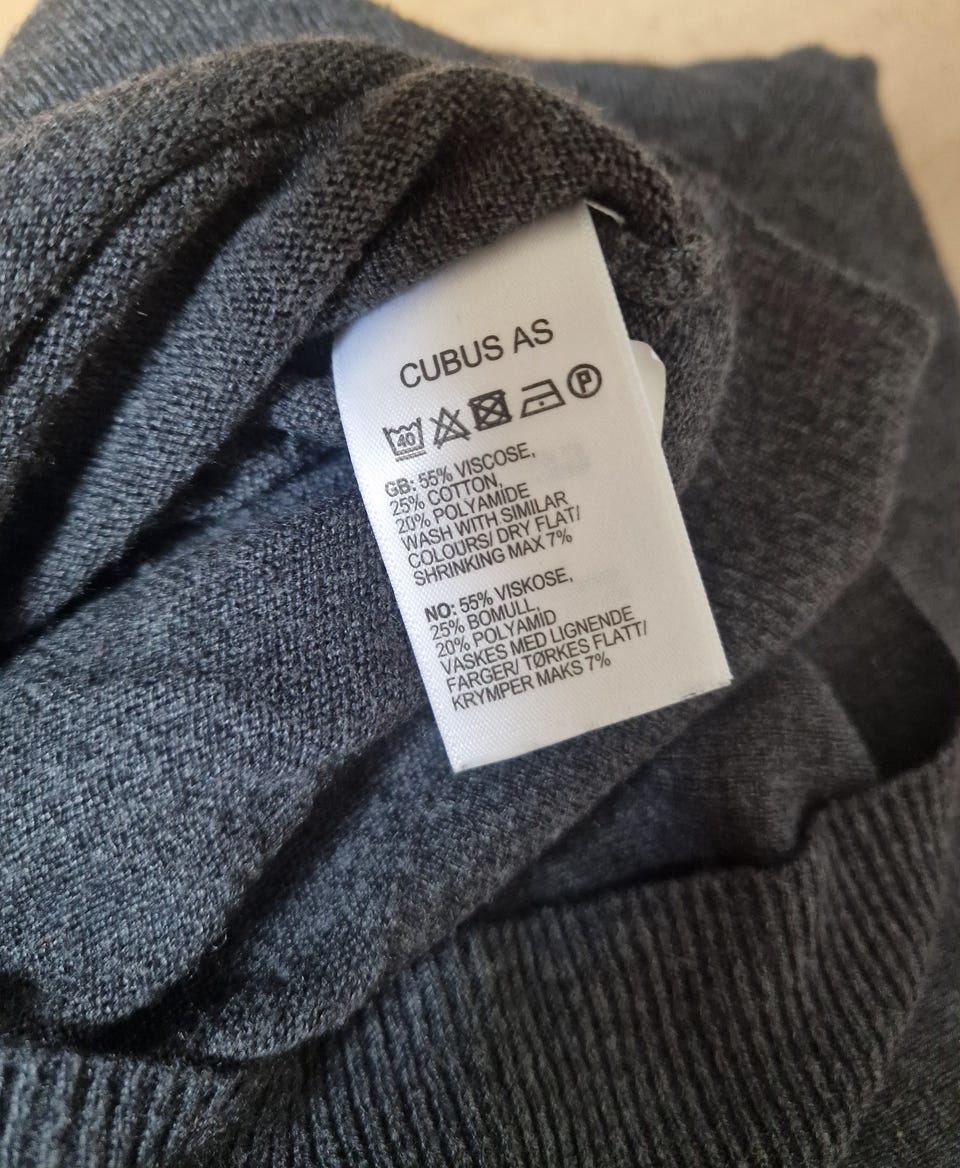 CUBUS AS
40 P
GB: 55% VISCOSE,
25% COTTON,
20% POLYAMIDE
WASH WITH SIMILAR
COLOURS/ DRY FLAT/
SHRINKING MAX 7%
NO: 55% VISKOSE,
25% BOMULL,
20% POLYAMID
VASKES MED LIGNENDE
FARGER/ TØRKES FLATT/
KRYMPER MAKS 7%